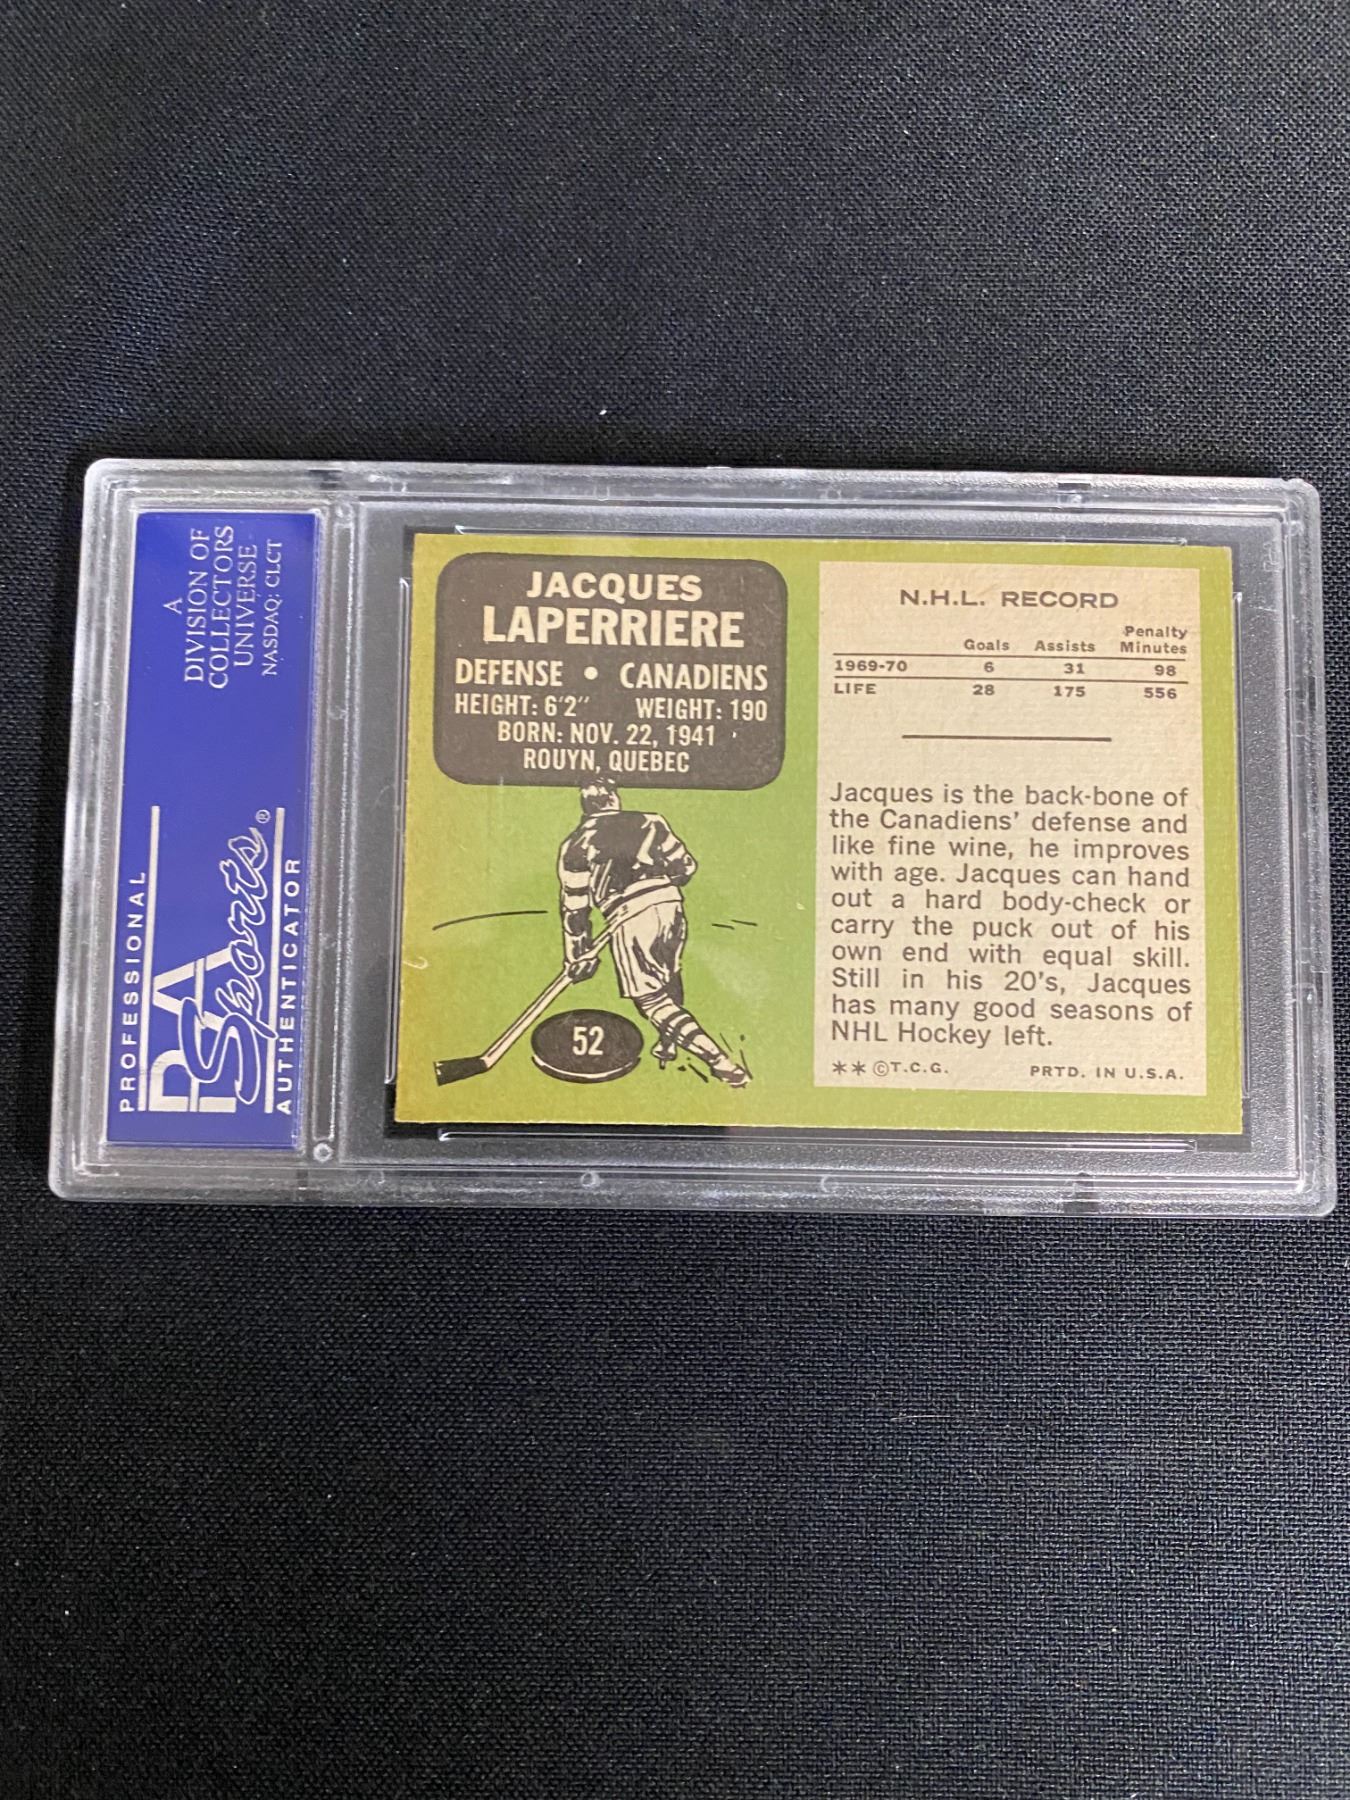 A
DIVISION OF
COLLECTORS
UNIVERSE
NASDAQ: CLCT
PROFESSIONAL
PSA
Sports®
AUTHENTICATOR
JACQUES
LAPERRIERE
DEFENSE • CANADIENS
HEIGHT: 6'2" WEIGHT: 190
BORN: NOV. 22, 1941
ROUYN, QUEBEC
52
N.H.L. RECORD
Goals Assists Penalty Minutes
1969-70 6 31 98
LIFE 28 175 556
Jacques is the back-bone of
the Canadiens' defense and
like fine wine, he improves
with age. Jacques can hand
out a hard body-check or
carry the puck out of his
own end with equal skill.
Still in his 20's, Jacques
has many good seasons of
NHL Hockey left.
**©T.C.G. PRTD. IN U.S.A.